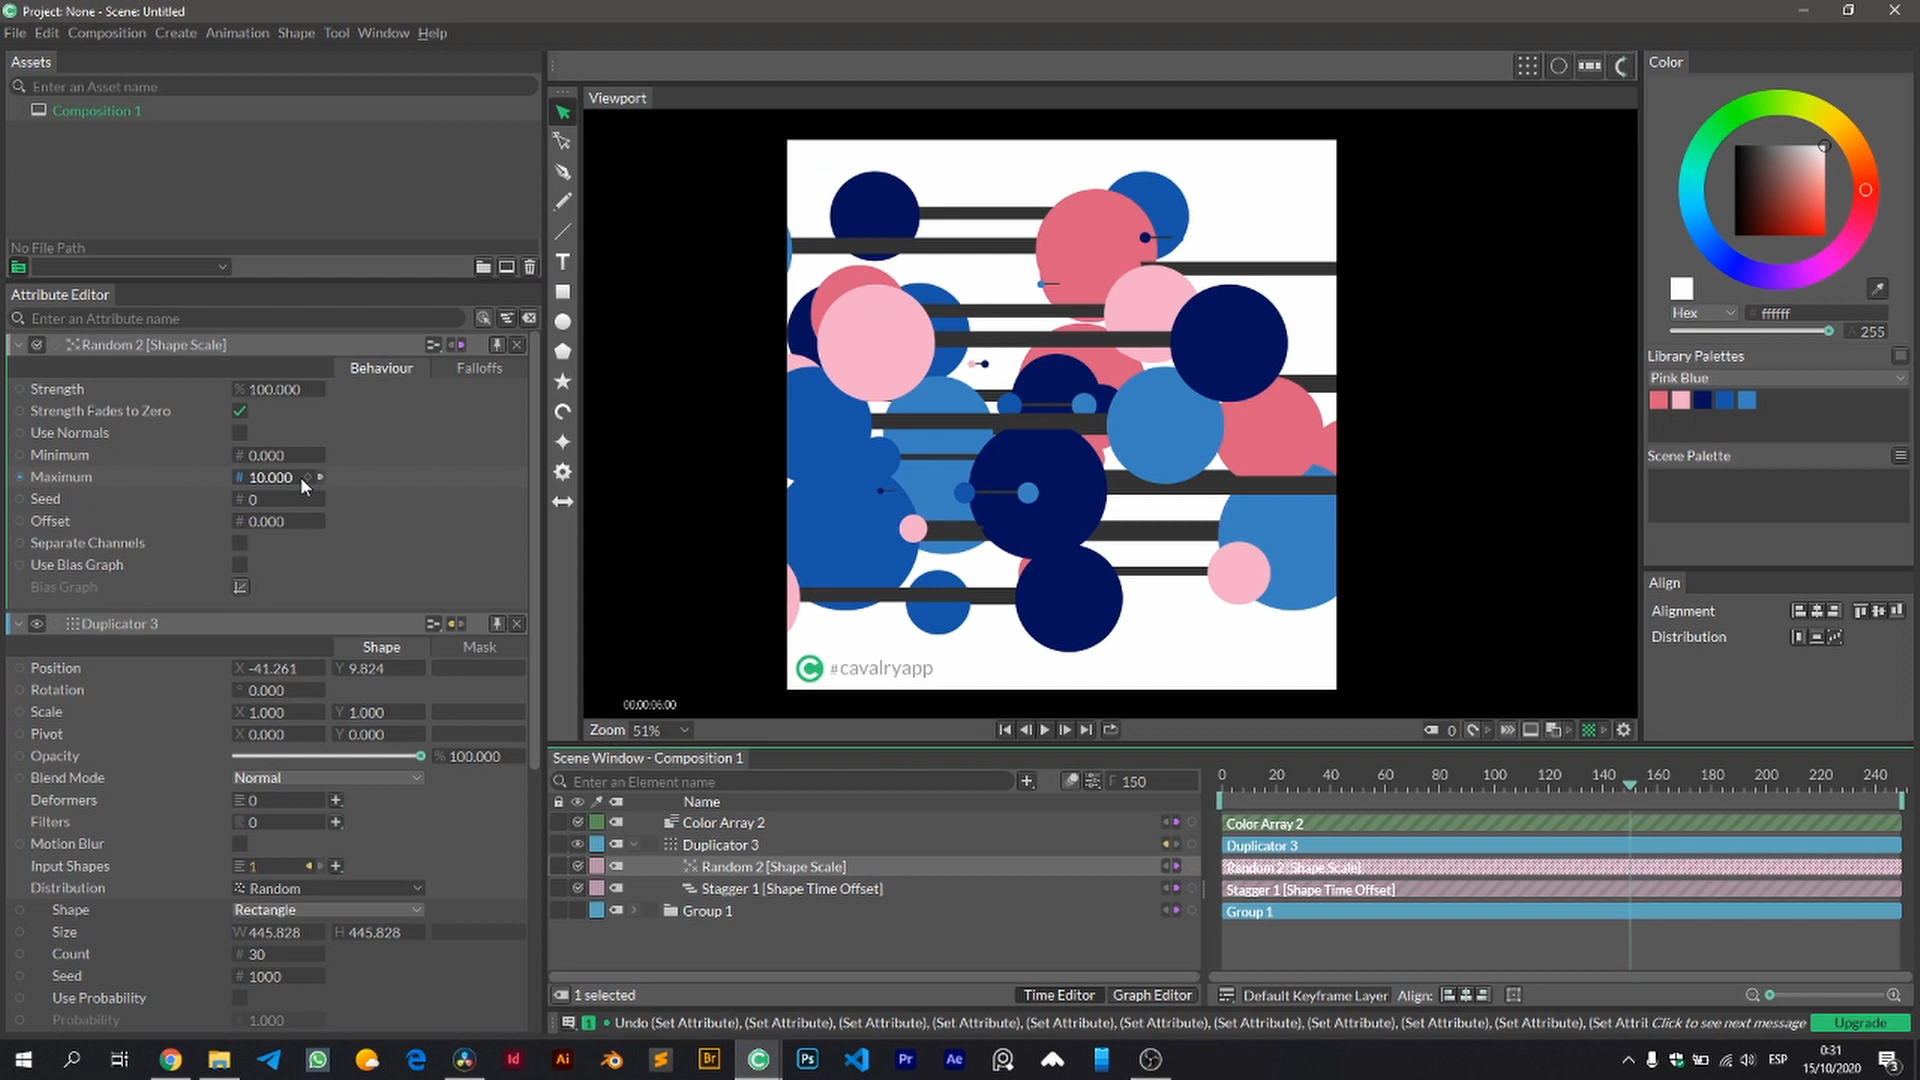 Project: None - Scene: Untitled
File Edit Composition Create Animation Shape Tool Window Help
Assets
Enter an Asset name
Composition 1
No File Path
Attribute Editor
Enter an Attribute name
Random 2 [Shape Scale]
Behaviour Falloffs
Strength % 100.000
Strength Fades to Zero
Use Normals
Minimum # 0.000
Maximum # 10.000
Seed # 0
Offset # 0.000
Separate Channels
Use Bias Graph
Bias Graph
Duplicator 3
Shape Mask
Position X -41.261 Y 9.824
Rotation ° 0.000
Scale X 1.000 Y 1.000
Pivot X 0.000 Y 0.000
Opacity % 100.000
Blend Mode Normal
Deformers 0
Filters 0
Motion Blur
Input Shapes 1
Distribution Random
Shape Rectangle
Size W 445.828 H 445.828
Count # 30
Seed # 1000
Use Probability
Probability # 1.000
Viewport
#cavalryapp
00:00:06:00
Zoom 51%
0
Scene Window - Composition 1
Enter an Element name
F 150
Name
Color Array 2
Duplicator 3
Random 2 [Shape Scale]
Stagger 1 [Shape Time Offset]
Group 1
0 20 40 60 80 100 120 140 160 180 200 220 240
Color Array 2
Duplicator 3
Random 2 [Shape Scale]
Stagger 1 [Shape Time Offset]
Group 1
1 selected
Time Editor Graph Editor
Default Keyframe Layer Align:
1 Undo (Set Attribute), (Set Attribute), (Set Attribute), (Set Attribute), (Set Attribute), (Set Attribute), (Set Attribute), (Set Attribute), (Set Attribute), (Set Attribute), (Set Attril Click to see next message Upgrade
Color
Hex # ffffff
A 255
Library Palettes
Pink Blue
Scene Palette
Align
Alignment
Distribution
Id Ai Br Ps Pr Ae
ESP
0:31
15/10/2020
3